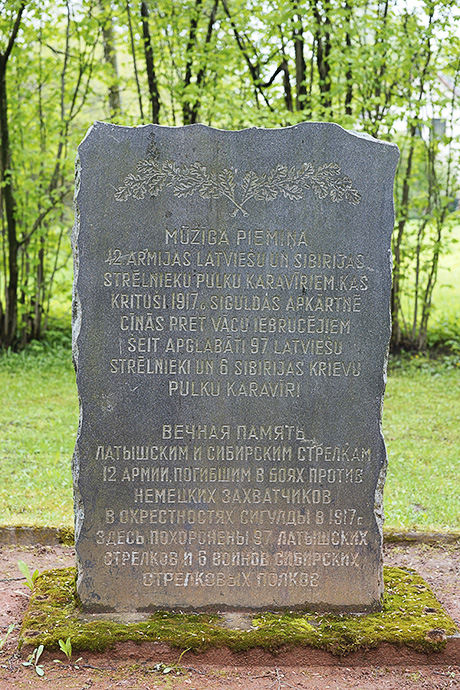 MŪŽĪGA PIEMIŅA
12 ARMIJAS LATVIEŠU UN SIBIRIJAS
STRĒLNIEKU PULKU KARAVĪRIEM, KAS
KRITUŠI 1917.G. SIGULDAS APKĀRTNĒ
CĪŅĀS PRET VĀCU IEBRUCĒJIEM
ŠEIT APGLABĀTI 97 LATVIEŠU
STRĒLNIEKI UN 6 SIBIRIJAS KRIEVU
PULKU KARAVĪRI
ВЕЧНАЯ ПАМЯТЬ
ЛАТЫШСКИМ И СИБИРСКИМ СТРЕЛКАМ
12 АРМИИ, ПОГИБШИМ В БОЯХ ПРОТИВ
НЕМЕЦКИХ ЗАХВАТЧИКОВ
В ОКРЕСТНОСТЯХ СИГУЛДЫ В 1917г.
ЗДЕСЬ ПОХОРОНЕНЫ 97 ЛАТЫШСКИХ
СТРЕЛКОВ И 6 ВОИНОВ СИБИРСКИХ
СТРЕЛКОВЫХ ПОЛКОВ